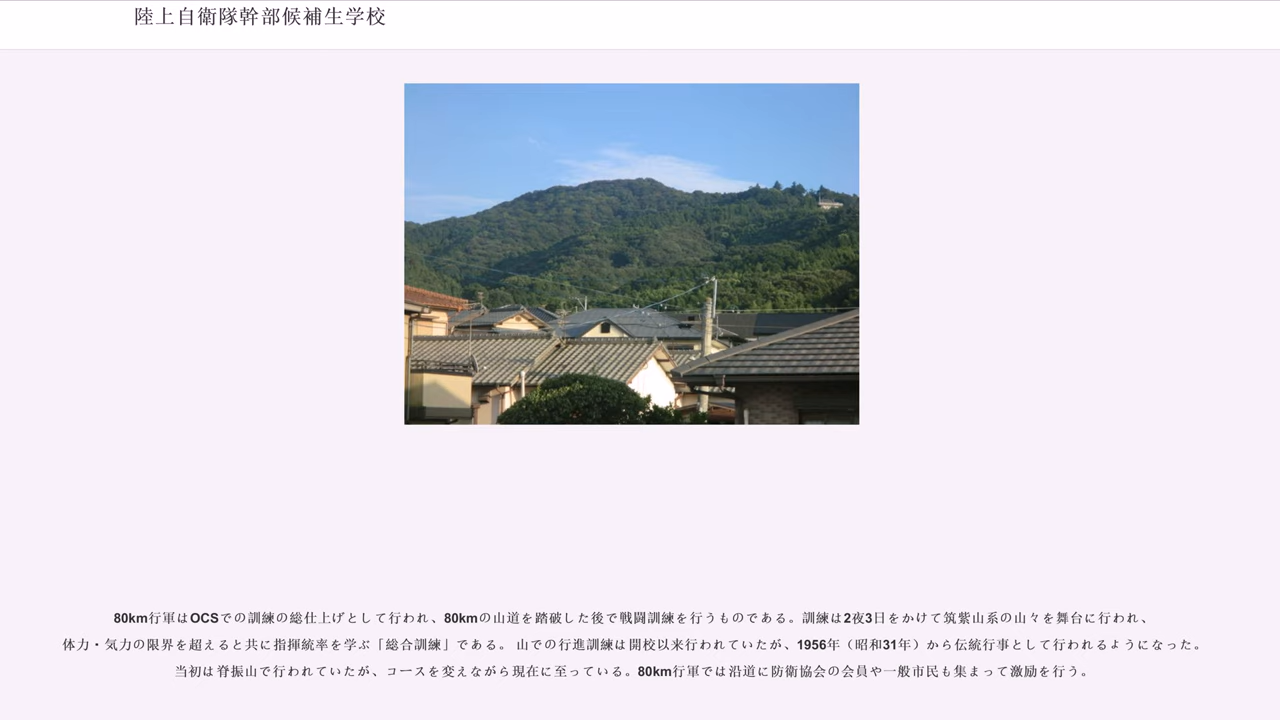 陸上自衛隊幹部候補生学校
80km行軍はOCSでの訓練の総仕上げとして行われ、80kmの山道を踏破した後で戦闘訓練を行うものである。訓練は2夜3日をかけて筑紫山系の山々を舞台に行われ、
体力・気力の限界を超えると共に指揮統率を学ぶ「総合訓練」である。 山での行進訓練は開校以来行われていたが、1956年（昭和31年）から伝統行事として行われるようになった。
当初は脊振山で行われていたが、コースを変えながら現在に至っている。80km行軍では沿道に防衛協会の会員や一般市民も集まって激励を行う。